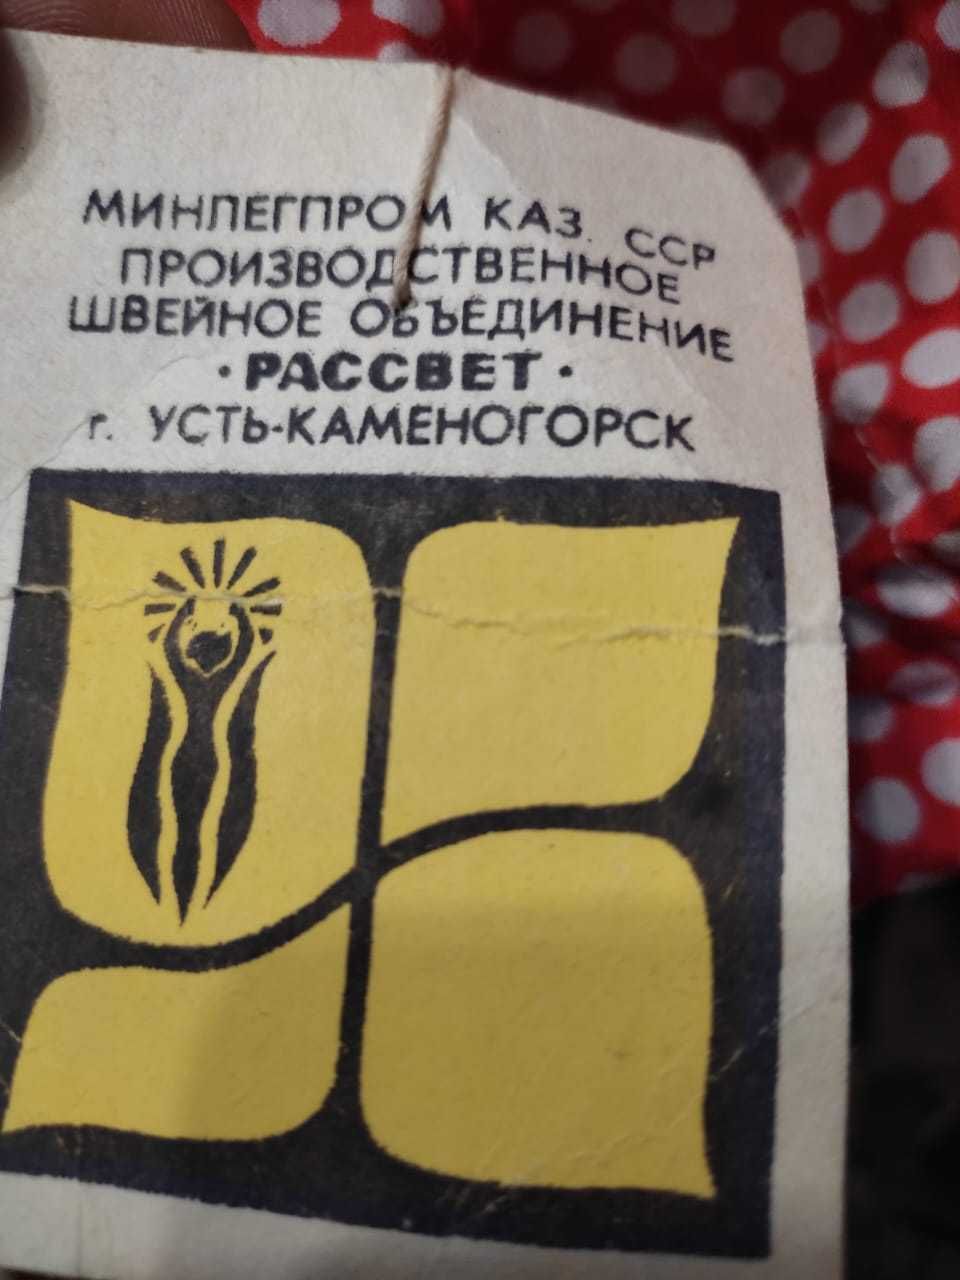 МИНЛЕГПРОМ КАЗ. ССР
ПРОИЗВОДСТВЕННОЕ
ШВЕЙНОЕ ОБЪЕДИНЕНИЕ
·РАССВЕТ·
г. УСТЬ-КАМЕНОГОРСК